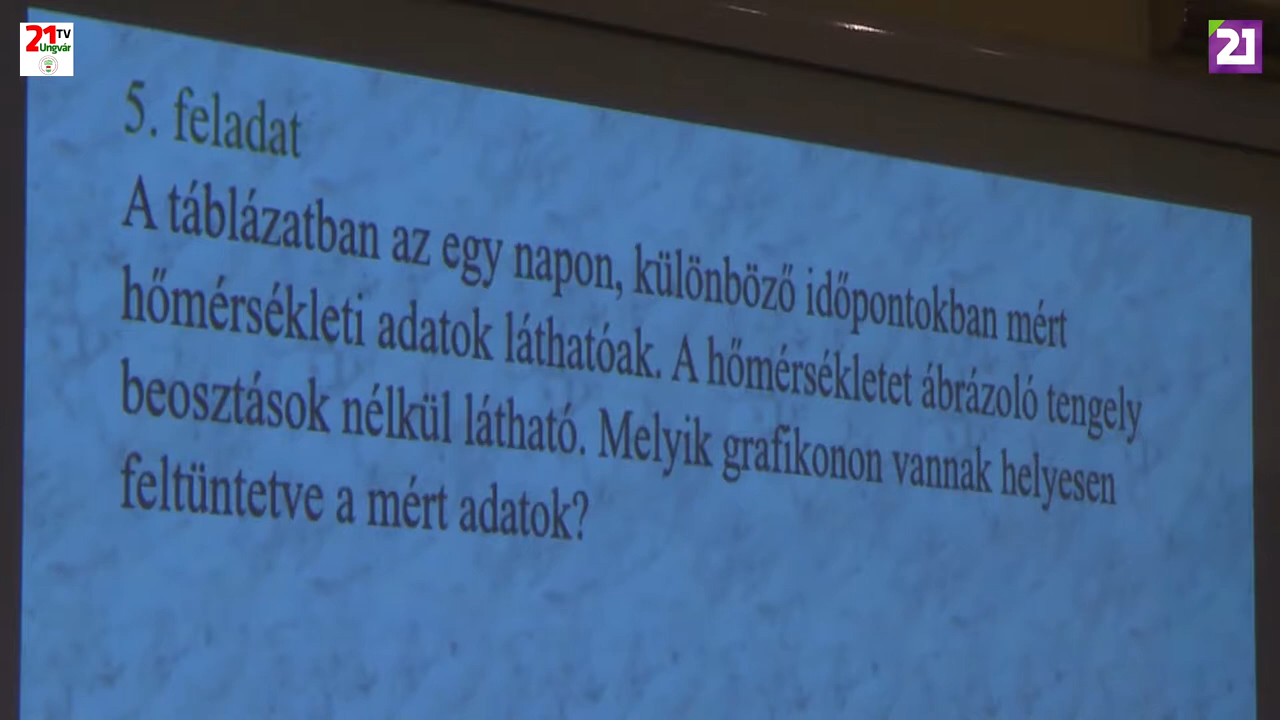 21 TV
Ungvár
21
5. feladat
A táblázatban az egy napon, különböző időpontokban mért
hőmérsékleti adatok láthatóak. A hőmérsékletet ábrázoló tengely
beosztások nélkül látható. Melyik grafikonon vannak helyesen
feltüntetve a mért adatok?